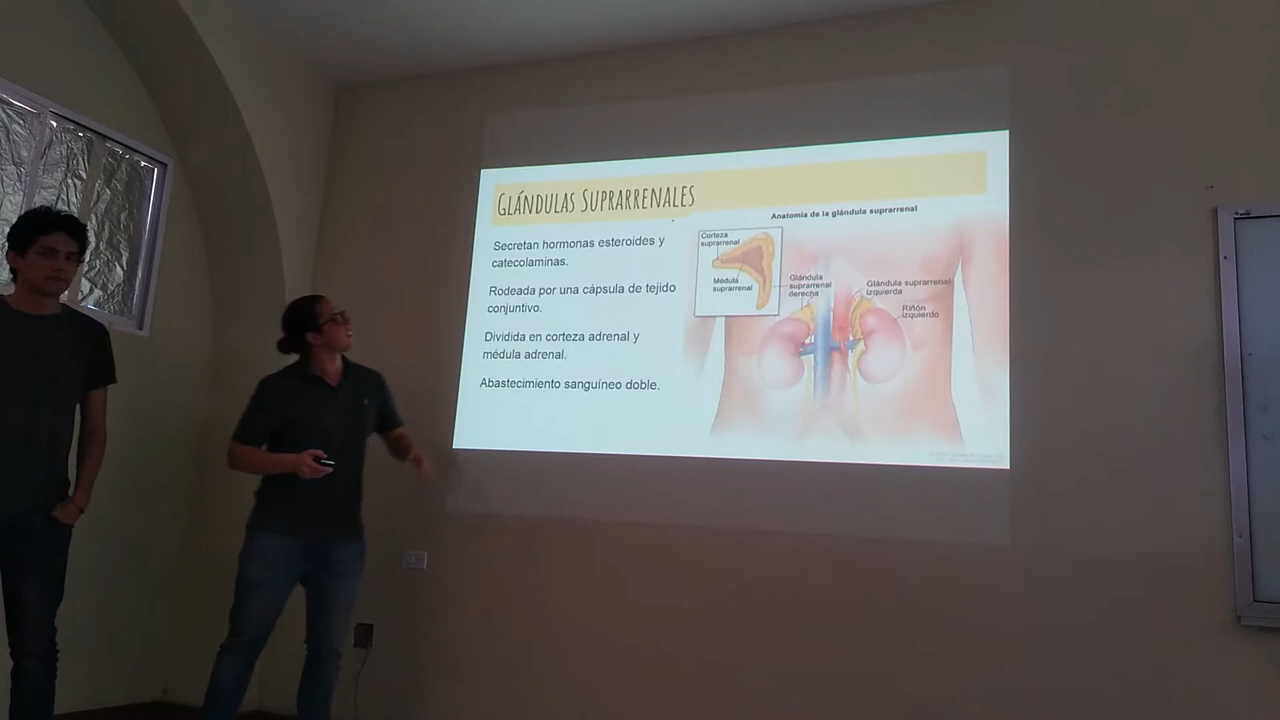 GLÁNDULAS SUPRARRENALES
Secretan hormonas esteroides y
catecolaminas.
Rodeada por una cápsula de tejido
conjuntivo.
Dividida en corteza adrenal y
médula adrenal.
Abastecimiento sanguíneo doble.
Anatomía de la glándula suprarrenal
Corteza
suprarrenal
Médula
suprarrenal
Glándula
suprarrenal
derecha
Glándula suprarrenal
izquierda
Riñón
izquierdo